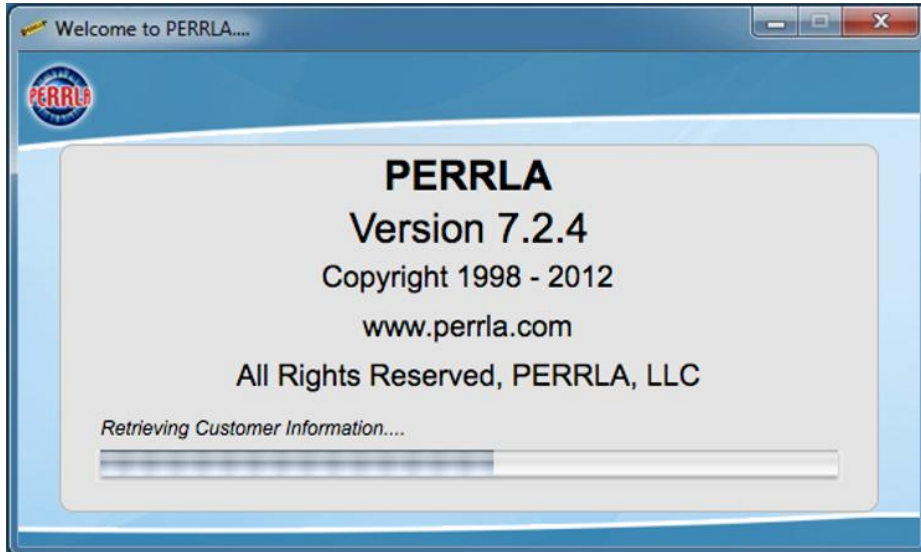 Welcome to PERRLA....
PERRLA
PERRLA
Version 7.2.4
Copyright 1998 - 2012
www.perrla.com
All Rights Reserved, PERRLA, LLC
Retrieving Customer Information....